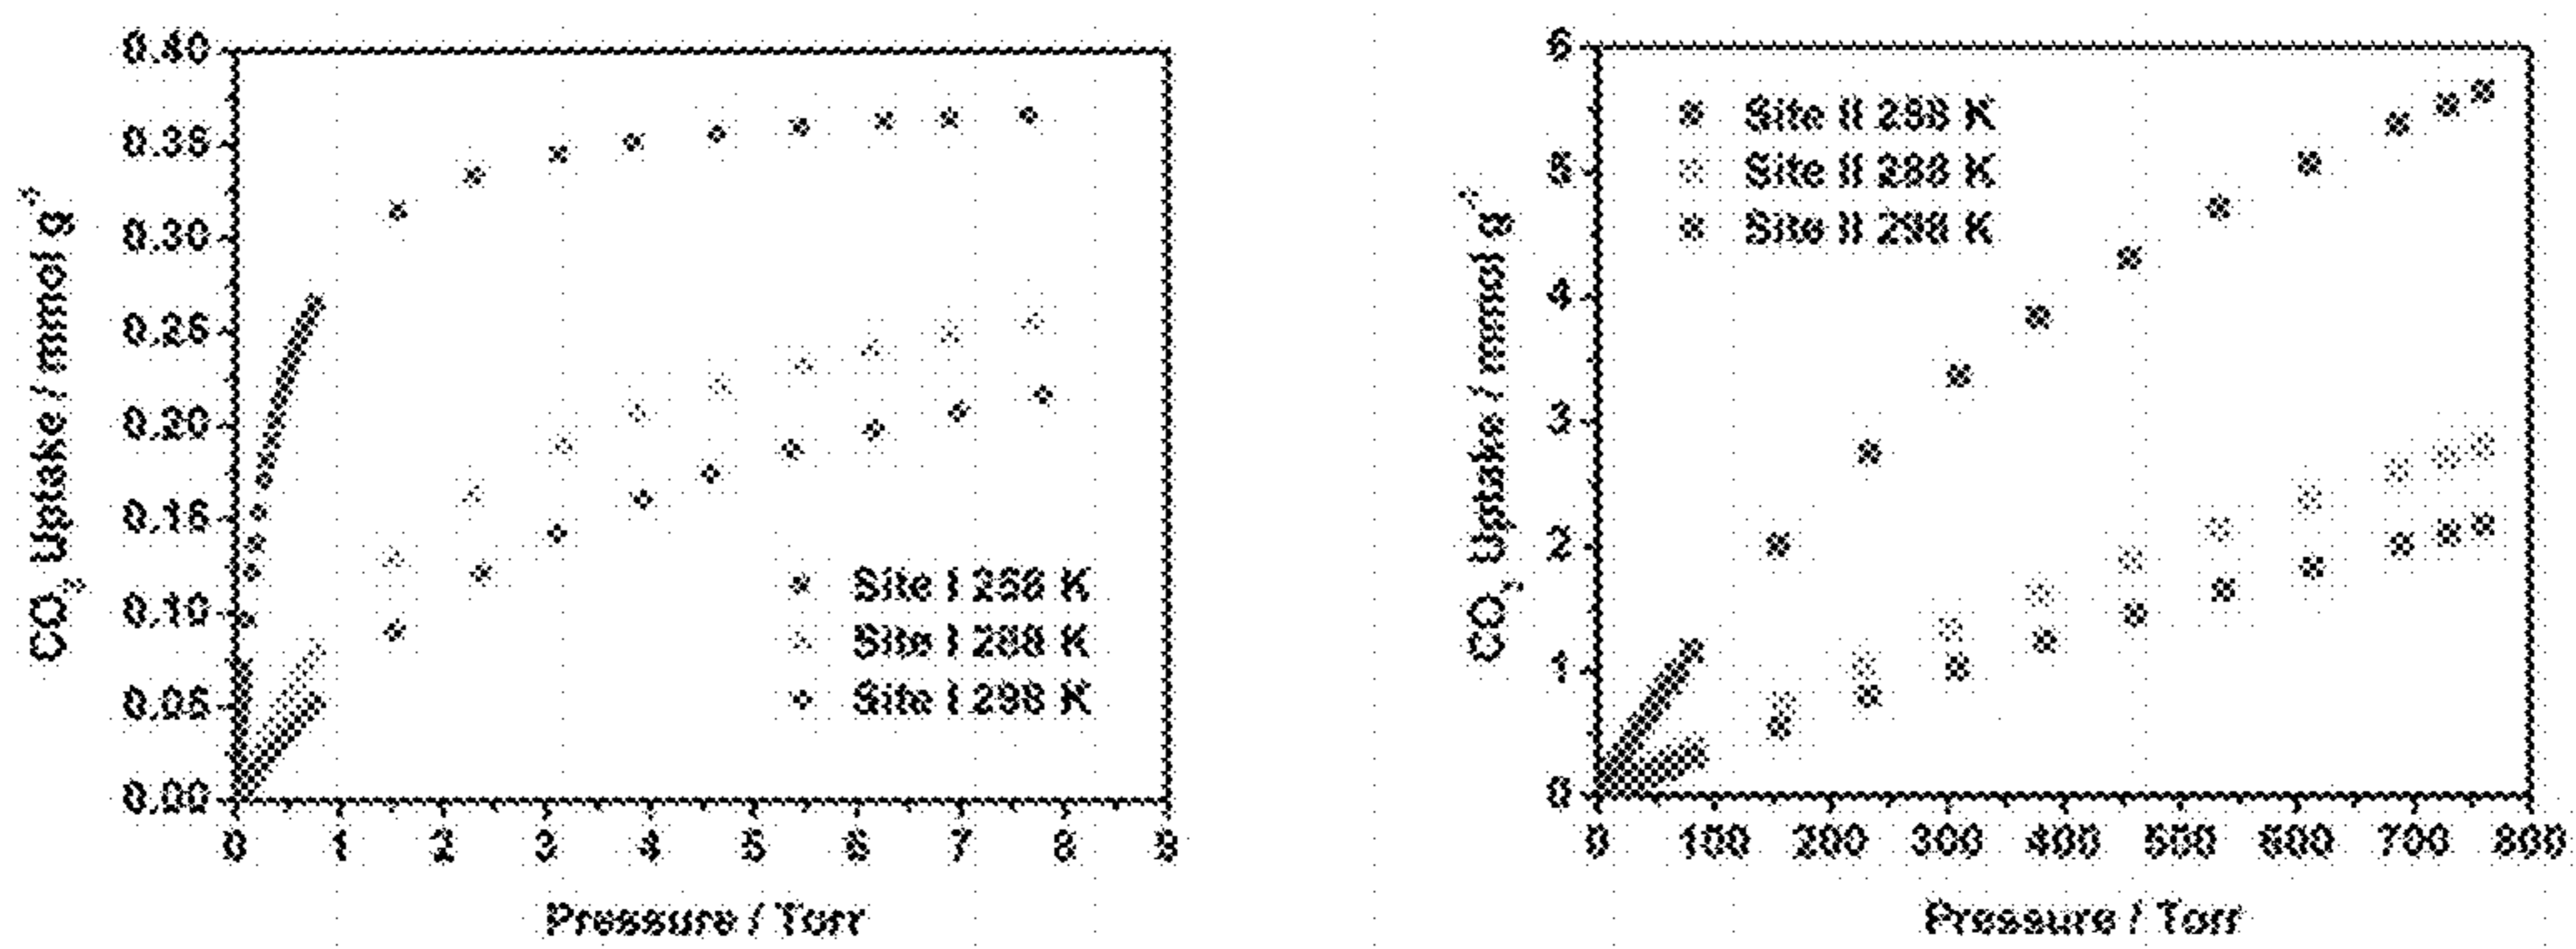 CO₂ Uptake / mmol g⁻¹
0.40
0.35
0.30
0.25
0.20
0.15
0.10
0.05
0.00
0 1 2 3 4 5 6 7 8 9
Pressure / Torr
Site I 258 K
Site I 288 K
Site I 298 K
CO₂ Uptake / mmol g⁻¹
6
5
4
3
2
1
0
0 100 200 300 400 500 600 700 800
Pressure / Torr
Site II
Site II 288 K
Site II 298 K